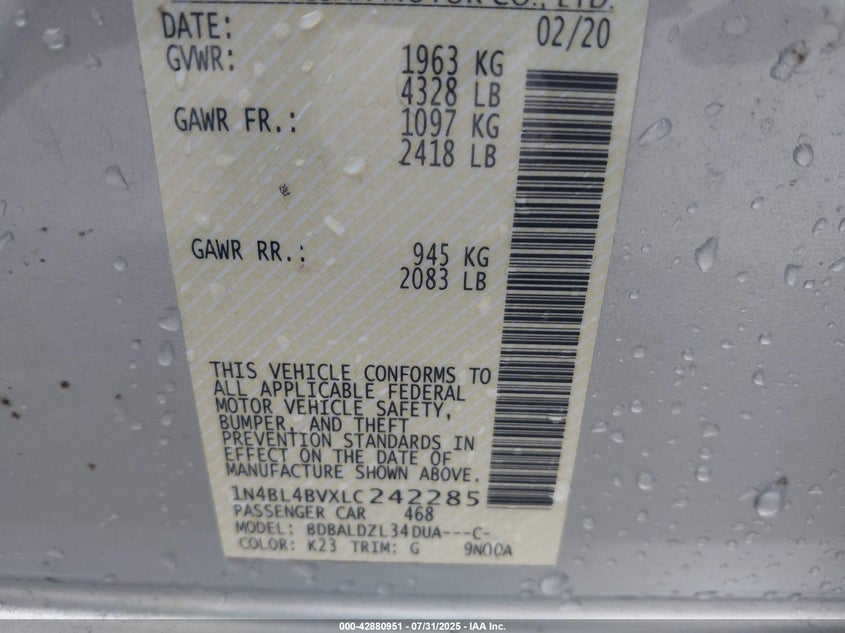 MOTOR CO., LTD.
DATE: 02/20
GVWR: 1963 KG
4328 LB
GAWR FR.: 1097 KG
2418 LB
GAWR RR.: 945 KG
2083 LB
THIS VEHICLE CONFORMS TO
ALL APPLICABLE FEDERAL
MOTOR VEHICLE SAFETY,
BUMPER, AND THEFT
PREVENTION STANDARDS IN
EFFECT ON THE DATE OF
MANUFACTURE SHOWN ABOVE.
1N4BL4BVXLC242285
PASSENGER CAR 468
MODEL: BDBALDZL34DUA---C-
COLOR: K23 TRIM: G 9N00A
000-42880951 - 07/31/2025 - IAA Inc.